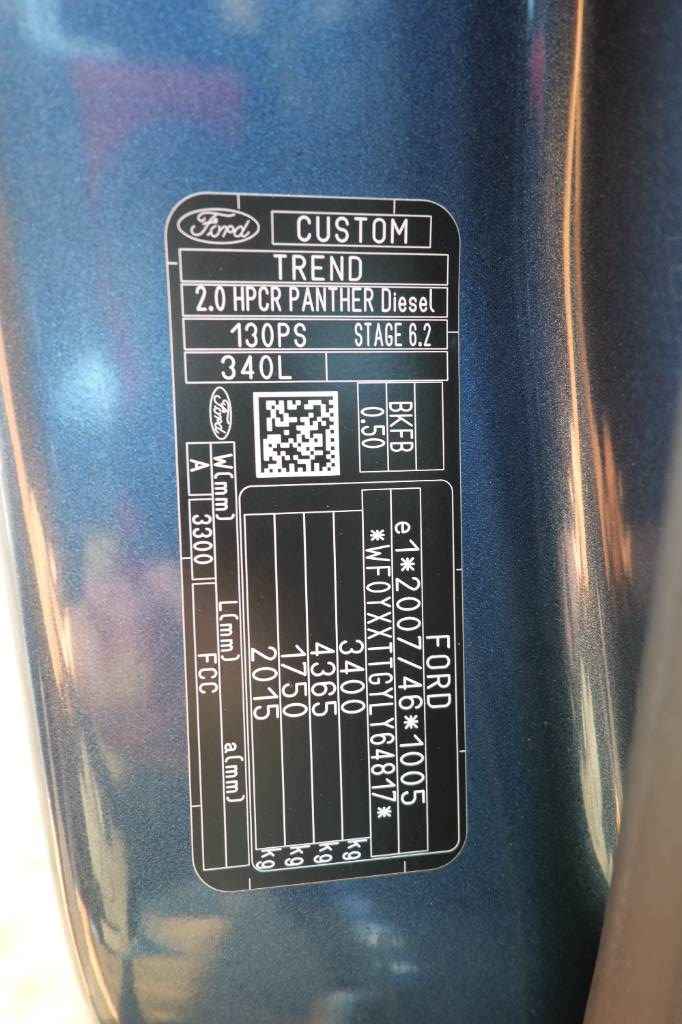 Ford
CUSTOM
TREND
2.0 HPCR PANTHER Diesel
130PS STAGE 6.2
340L
BKFB
0.50
Ford
FORD
e1*2007/46*1005
*WF0YXXTTGYLY64817*
3400 kg
4365 kg
1750 kg
2015 kg
W(mm) L(mm) a(mm)
A 3300 FCC